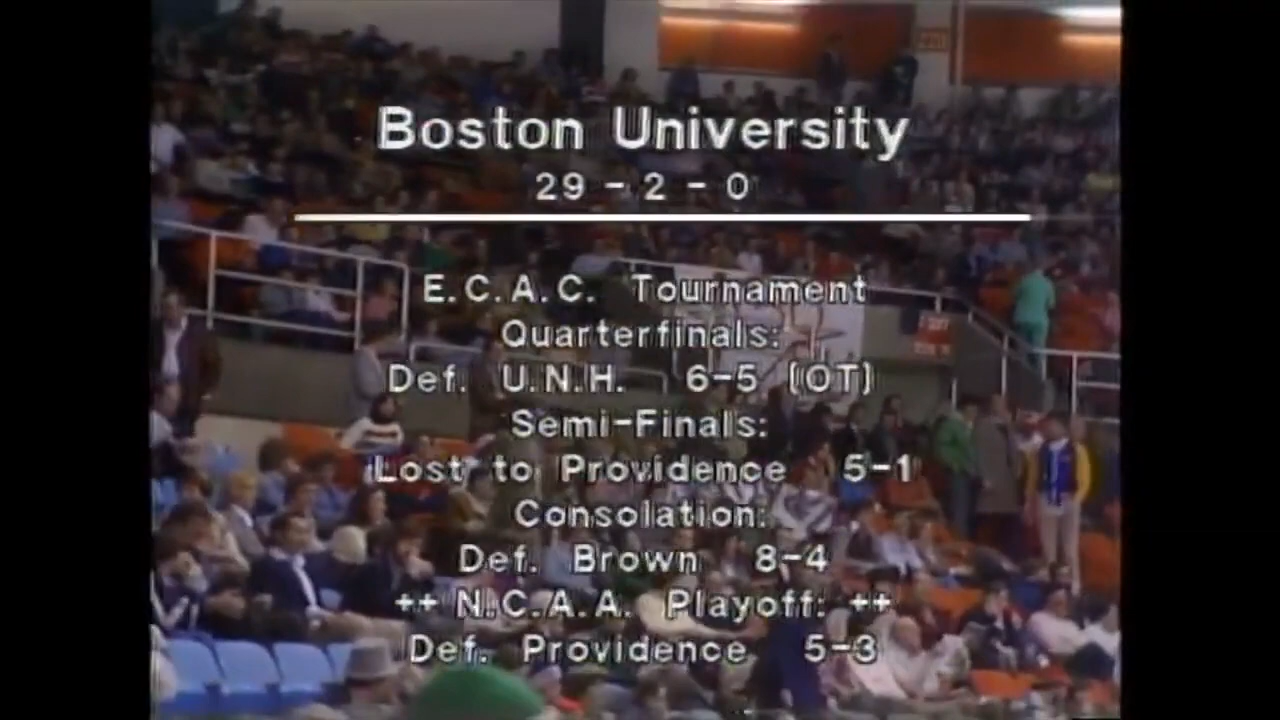 Boston University
29 - 2 - 0
E.C.A.C. Tournament
Quarterfinals:
Def. U.N.H. 6-5 (OT)
Semi-Finals:
Lost to Providence 5-1
Consolation:
Def. Brown 8-4
++ N.C.A.A. Playoff: ++
Def. Providence 5-3